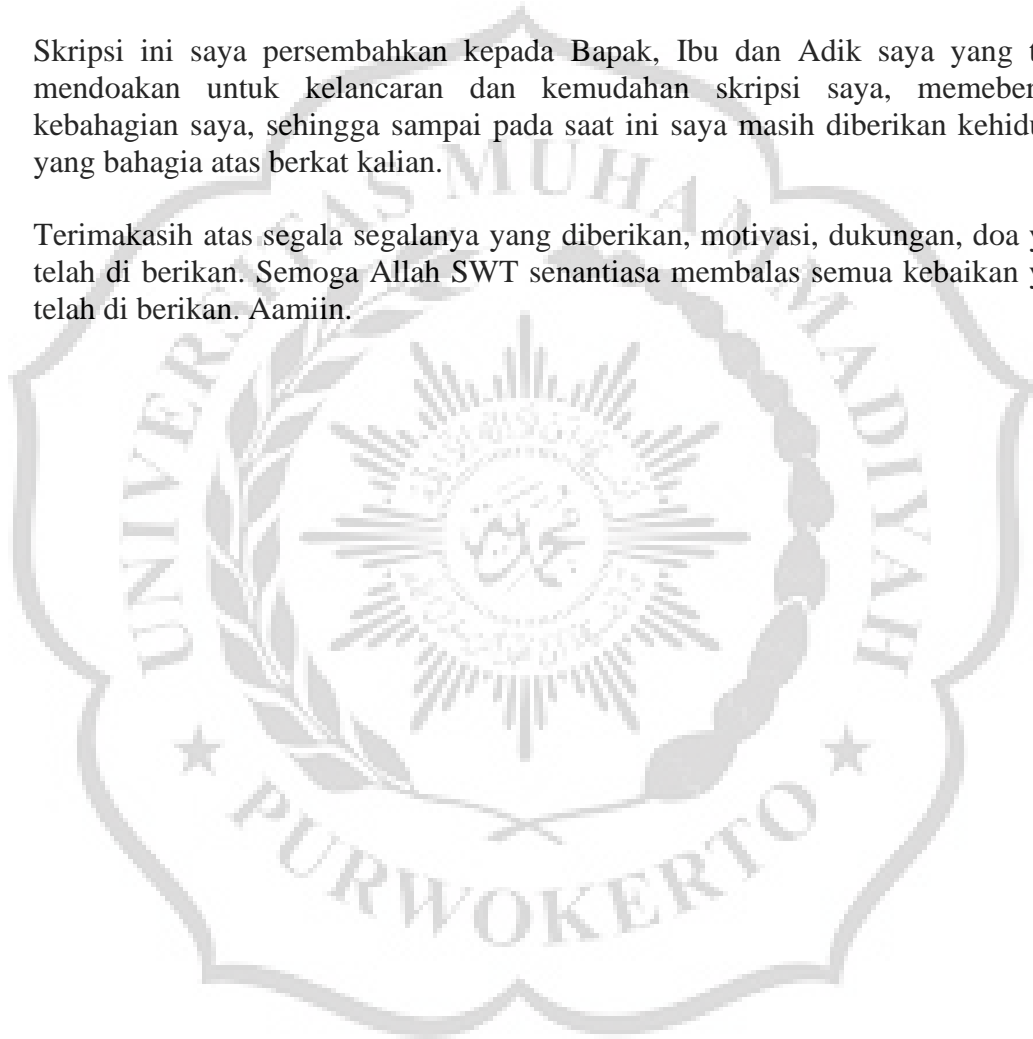 Skripsi ini saya persembahkan kepada Bapak, Ibu dan Adik saya yang
mendoakan untuk kelancaran dan kemudahan skripsi saya,
kebahagian saya, sehingga sampai pada saat ini saya masih diberikan
yang bahagia atas berkat kalian.
Terimakasih atas segala segalanya yang diberikan, motivasi, dukungan, doa
telah di berikan. Semoga Allah SWT senantiasa membalas semua kebaikan
telah di berikan. Aamiin.
UNIVERSITAS MUHAMMADIYAH
PURWOKERTO